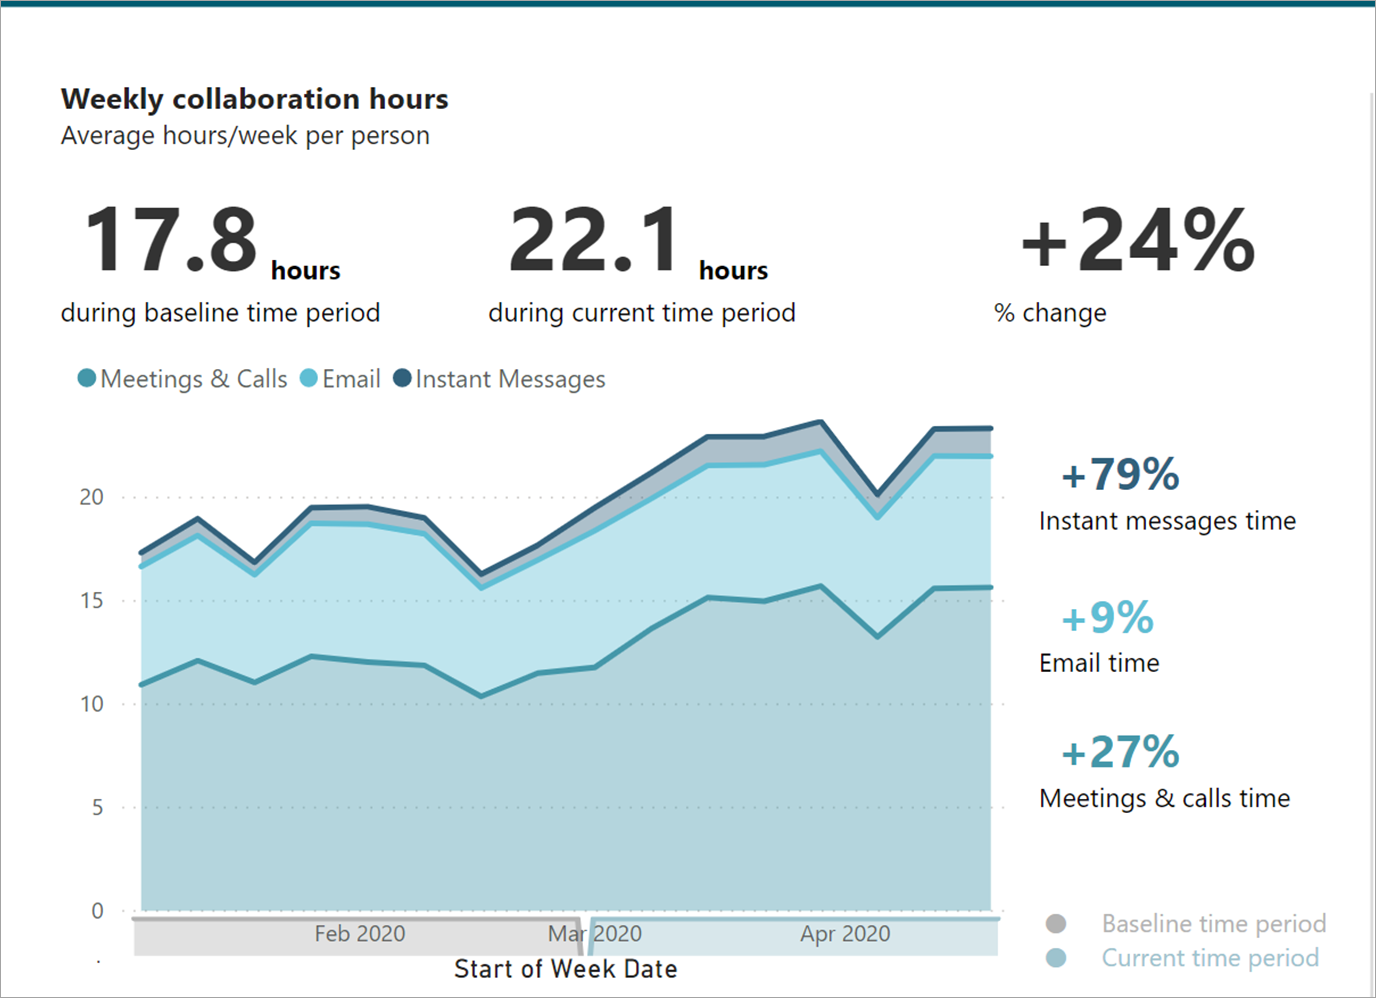 Weekly collaboration hours
Average hours/week per person
17.8 hours
during baseline time period
22.1 hours
during current time period
+24%
% change
Meetings & Calls Email Instant Messages
20
15
10
5
0
Feb 2020 Mar 2020 Apr 2020
.
Start of Week Date
+79%
Instant messages time
+9%
Email time
+27%
Meetings & calls time
Baseline time period
Current time period